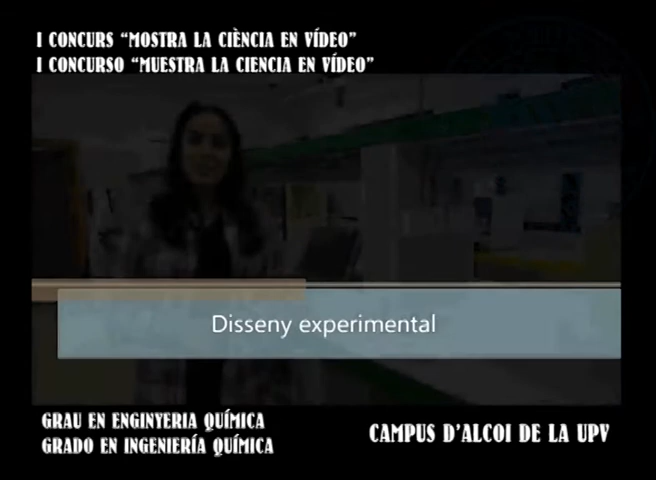 I CONCURS “MOSTRA LA CIÈNCIA EN VÍDEO”
I CONCURSO “MUESTRA LA CIENCIA EN VÍDEO”
Disseny experimental
GRAU EN ENGINYERIA QUÍMICA
GRADO EN INGENIERÍA QUÍMICA
CAMPUS D'ALCOI DE LA UPV